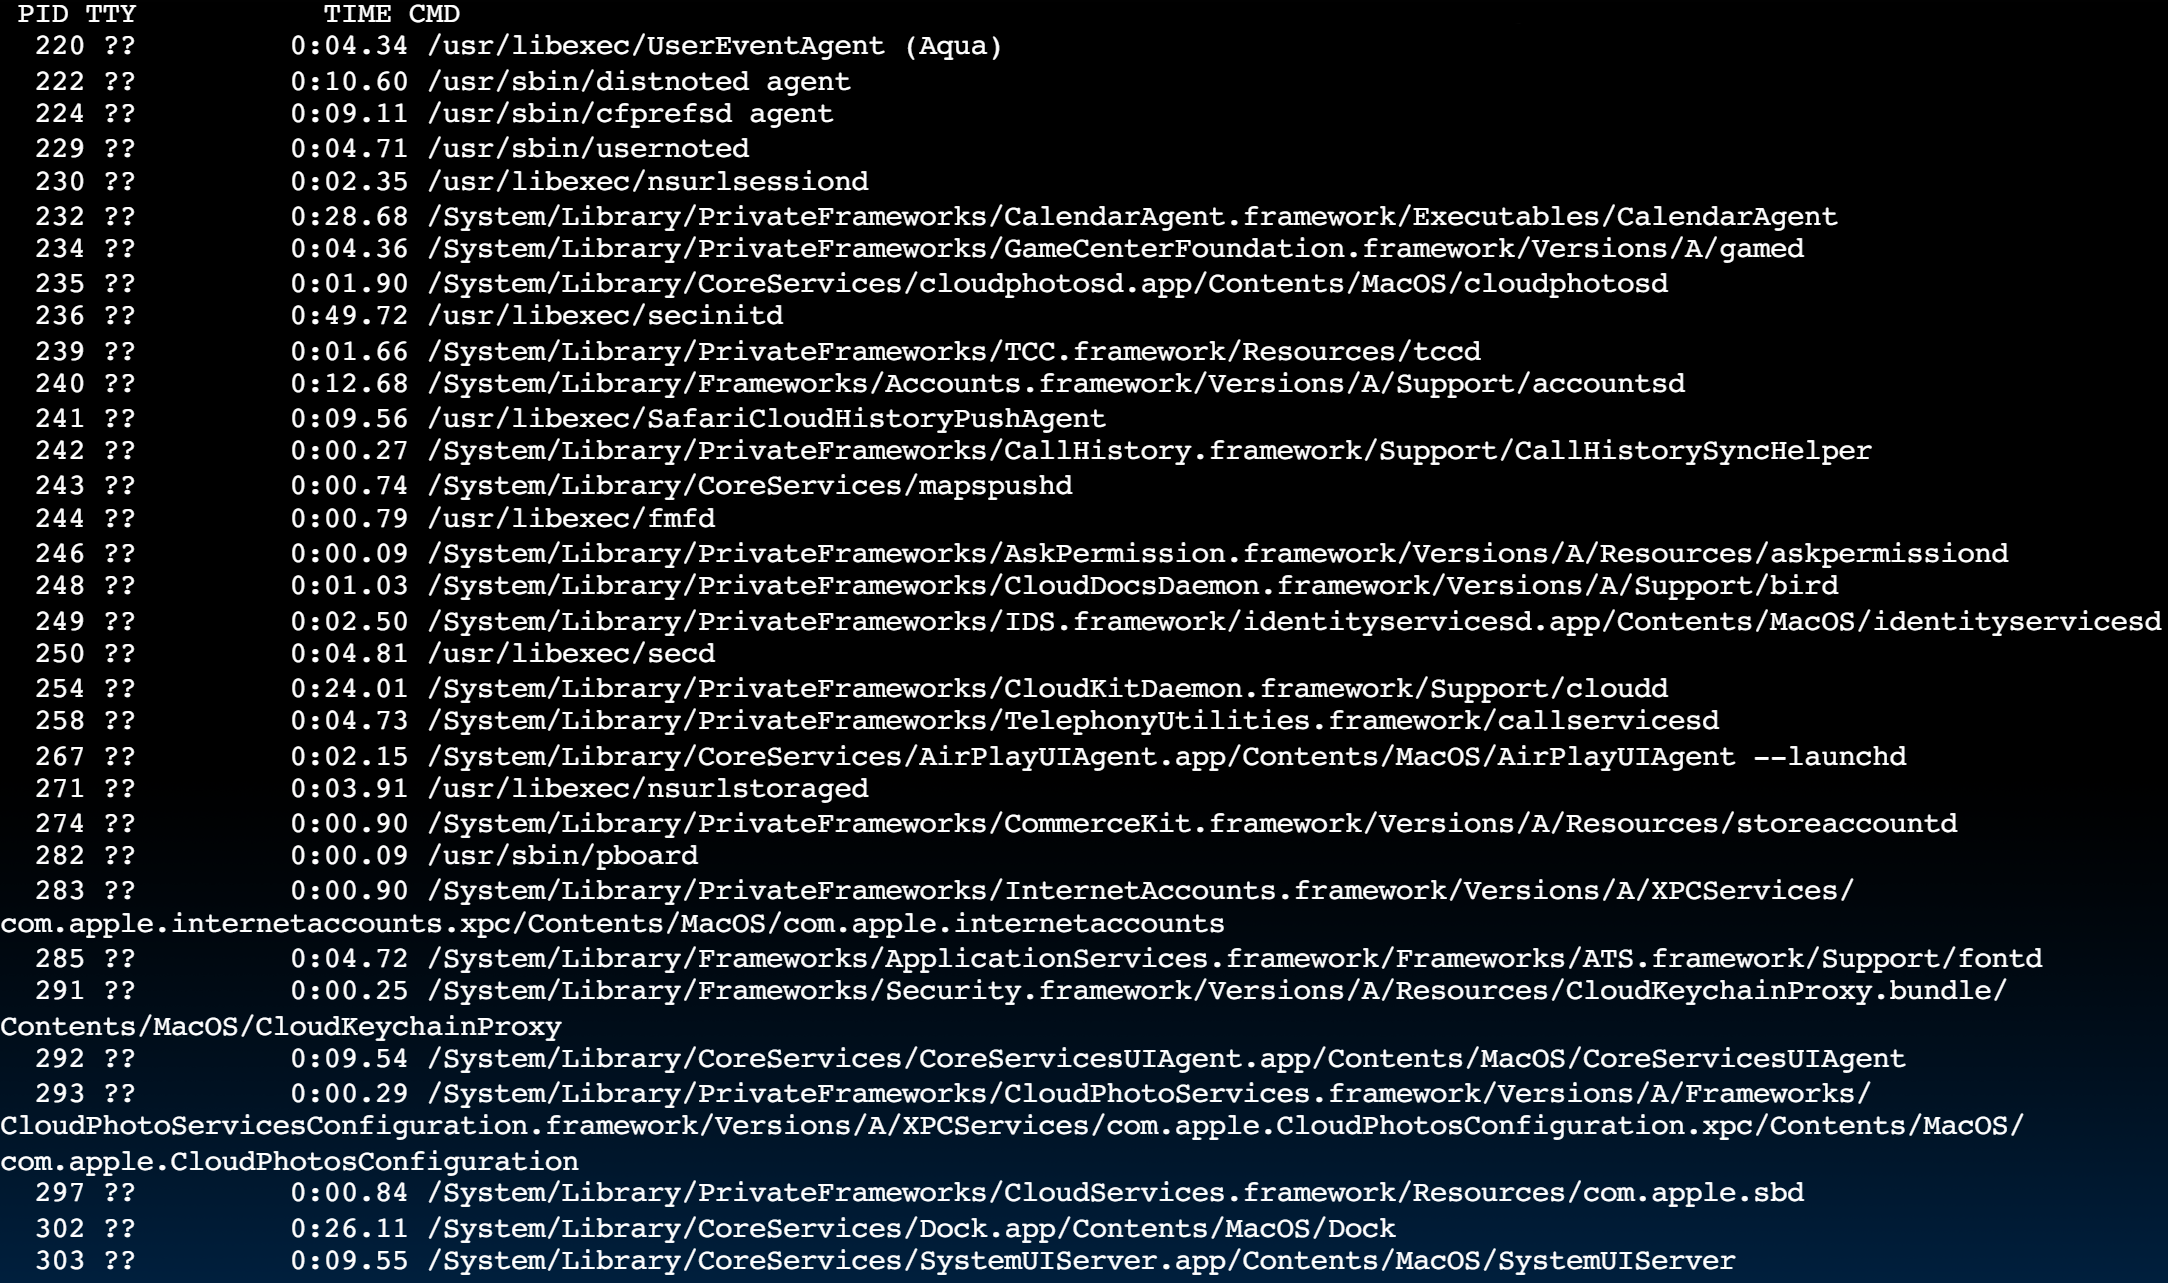 PID TTY           TIME CMD
  220 ??         0:04.34 /usr/libexec/UserEventAgent (Aqua)
  222 ??         0:10.60 /usr/sbin/distnoted agent
  224 ??         0:09.11 /usr/sbin/cfprefsd agent
  229 ??         0:04.71 /usr/sbin/usernoted
  230 ??         0:02.35 /usr/libexec/nsurlsessiond
  232 ??         0:28.68 /System/Library/PrivateFrameworks/CalendarAgent.framework/Executables/CalendarAgent
  234 ??         0:04.36 /System/Library/PrivateFrameworks/GameCenterFoundation.framework/Versions/A/gamed
  235 ??         0:01.90 /System/Library/CoreServices/cloudphotosd.app/Contents/MacOS/cloudphotosd
  236 ??         0:49.72 /usr/libexec/secinitd
  239 ??         0:01.66 /System/Library/PrivateFrameworks/TCC.framework/Resources/tccd
  240 ??         0:12.68 /System/Library/Frameworks/Accounts.framework/Versions/A/Support/accountsd
  241 ??         0:09.56 /usr/libexec/SafariCloudHistoryPushAgent
  242 ??         0:00.27 /System/Library/PrivateFrameworks/CallHistory.framework/Support/CallHistorySyncHelper
  243 ??         0:00.74 /System/Library/CoreServices/mapspushd
  244 ??         0:00.79 /usr/libexec/fmfd
  246 ??         0:00.09 /System/Library/PrivateFrameworks/AskPermission.framework/Versions/A/Resources/askpermissiond
  248 ??         0:01.03 /System/Library/PrivateFrameworks/CloudDocsDaemon.framework/Versions/A/Support/bird
  249 ??         0:02.50 /System/Library/PrivateFrameworks/IDS.framework/identityservicesd.app/Contents/MacOS/identityservicesd
  250 ??         0:04.81 /usr/libexec/secd
  254 ??         0:24.01 /System/Library/PrivateFrameworks/CloudKitDaemon.framework/Support/cloudd
  258 ??         0:04.73 /System/Library/PrivateFrameworks/TelephonyUtilities.framework/callservicesd
  267 ??         0:02.15 /System/Library/CoreServices/AirPlayUIAgent.app/Contents/MacOS/AirPlayUIAgent --launchd
  271 ??         0:03.91 /usr/libexec/nsurlstoraged
  274 ??         0:00.90 /System/Library/PrivateFrameworks/CommerceKit.framework/Versions/A/Resources/storeaccountd
  282 ??         0:00.09 /usr/sbin/pboard
  283 ??         0:00.90 /System/Library/PrivateFrameworks/InternetAccounts.framework/Versions/A/XPCServices/
com.apple.internetaccounts.xpc/Contents/MacOS/com.apple.internetaccounts
  285 ??         0:04.72 /System/Library/Frameworks/ApplicationServices.framework/Frameworks/ATS.framework/Support/fontd
  291 ??         0:00.25 /System/Library/Frameworks/Security.framework/Versions/A/Resources/CloudKeychainProxy.bundle/
Contents/MacOS/CloudKeychainProxy
  292 ??         0:09.54 /System/Library/CoreServices/CoreServicesUIAgent.app/Contents/MacOS/CoreServicesUIAgent
  293 ??         0:00.29 /System/Library/PrivateFrameworks/CloudPhotoServices.framework/Versions/A/Frameworks/
CloudPhotoServicesConfiguration.framework/Versions/A/XPCServices/com.apple.CloudPhotosConfiguration.xpc/Contents/MacOS/
com.apple.CloudPhotosConfiguration
  297 ??         0:00.84 /System/Library/PrivateFrameworks/CloudServices.framework/Resources/com.apple.sbd
  302 ??         0:26.11 /System/Library/CoreServices/Dock.app/Contents/MacOS/Dock
  303 ??         0:09.55 /System/Library/CoreServices/SystemUIServer.app/Contents/MacOS/SystemUIServer